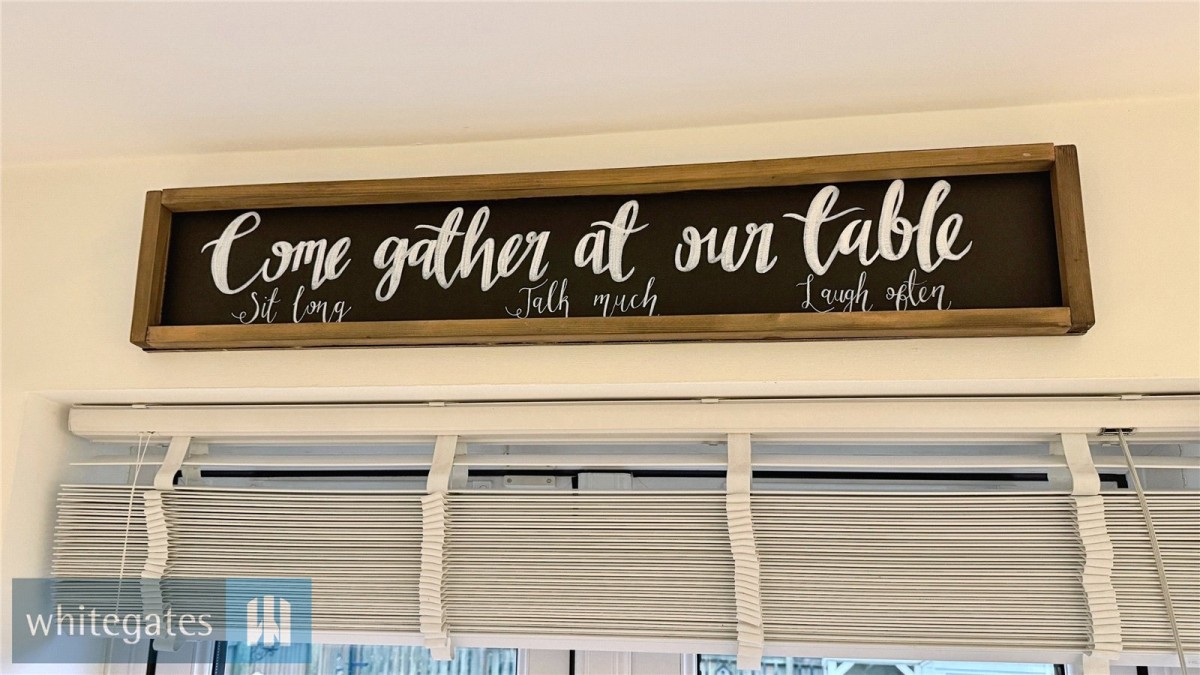 Come gather at our table
Sit long Talk much Laugh often
whitegates